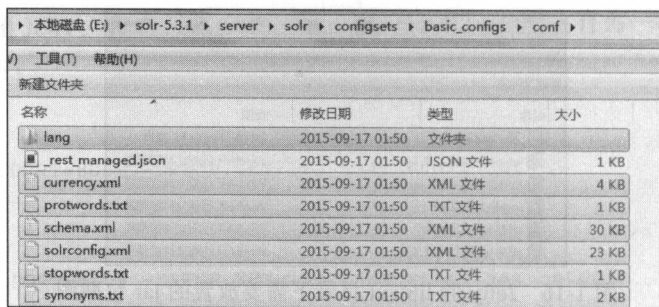 ▸ 本地磁盘 (E:) ▸ solr-5.3.1 ▸ server ▸ solr ▸ configsets ▸ basic_configs ▸ conf ▸
V) 工具(T) 帮助(H)
新建文件夹
名称 修改日期 类型 大小
lang 2015-09-17 01:50 文件夹
_rest_managed.json 2015-09-17 01:50 JSON 文件 1 KB
currency.xml 2015-09-17 01:50 XML 文件 4 KB
protwords.txt 2015-09-17 01:50 TXT 文件 1 KB
schema.xml 2015-09-17 01:50 XML 文件 30 KB
solrconfig.xml 2015-09-17 01:50 XML 文件 23 KB
stopwords.txt 2015-09-17 01:50 TXT 文件 1 KB
synonyms.txt 2015-09-17 01:50 TXT 文件 2 KB